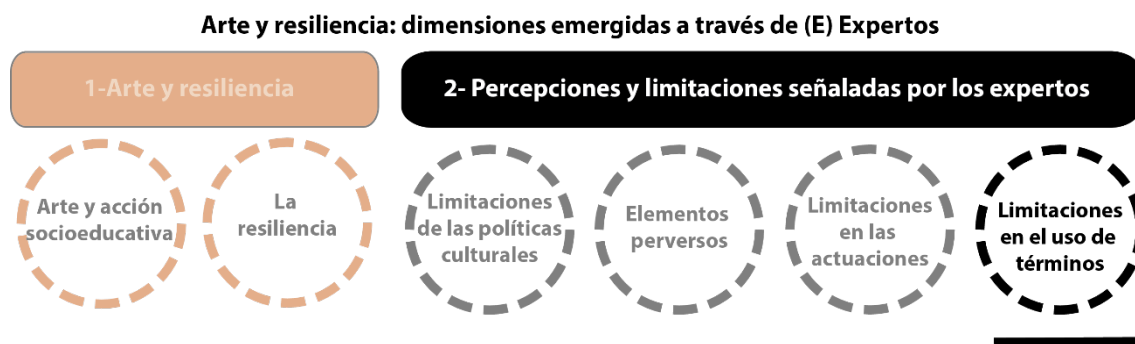 Arte y resiliencia: dimensiones emergidas a través de (E) Expertos
1-Arte y resiliencia
2- Percepciones y limitaciones señaladas por los expertos
Arte y acción
socioeducativa
La
resiliencia
Limitaciones
de las políticas
culturales
Elementos
perversos
Limitaciones
en las
actuaciones
Limitaciones
en el uso de
términos